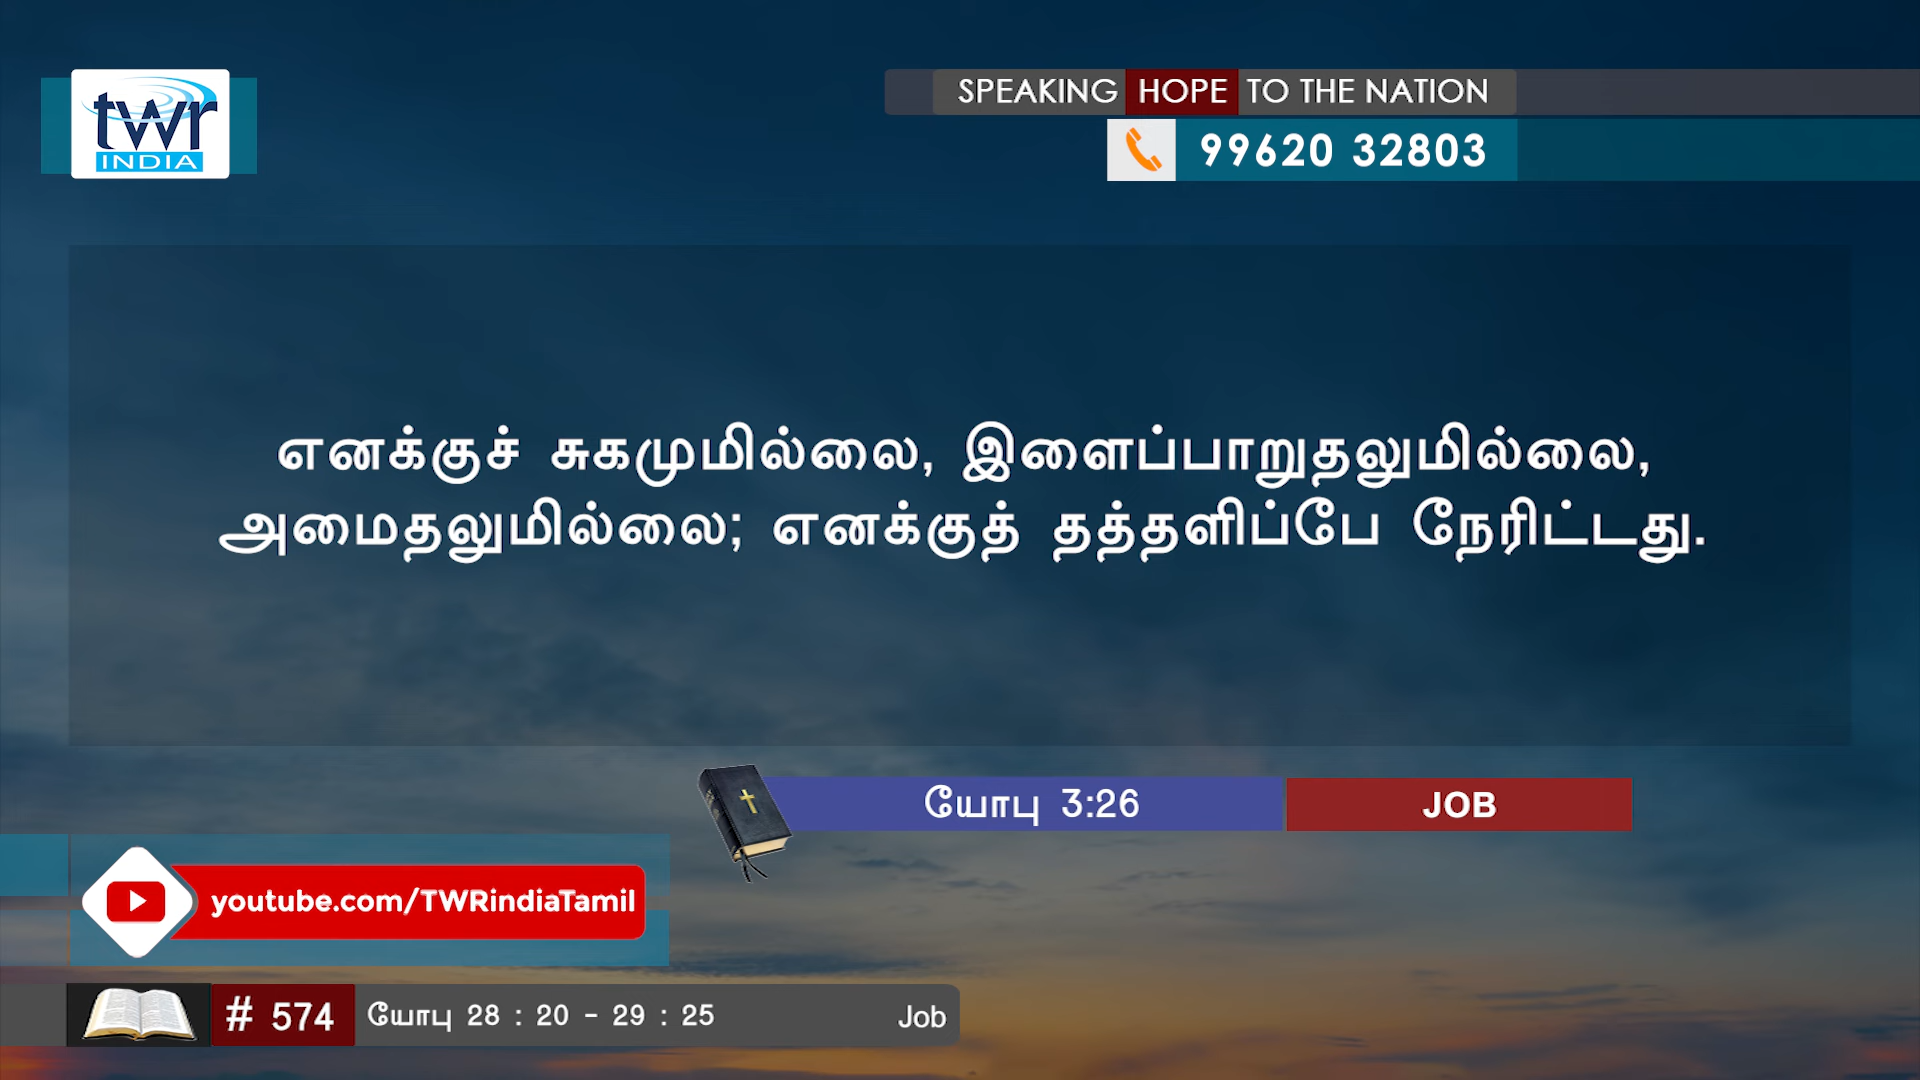 twr
INDIA
SPEAKING HOPE TO THE NATION
99620 32803
எனக்குச் சுகமுமில்லை, இளைப்பாறுதலுமில்லை,
அமைதலுமில்லை; எனக்குத் தத்தளிப்பே நேரிட்டது.
யோபு 3:26
JOB
youtube.com/TWRindiaTamil
# 574
யோபு 28 : 20 - 29 : 25
Job